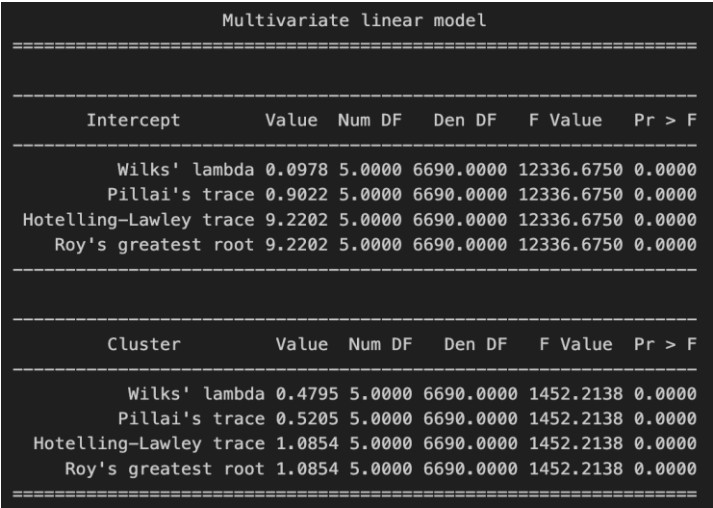 Multivariate linear model
Intercept Value Num DF Den DF F Value Pr > F
Wilks' lambda 0.0978 5.0000 6690.0000 12336.6750 0.0000
Pillai's trace 0.9022 5.0000 6690.0000 12336.6750 0.0000
Hotelling-Lawley trace 9.2202 5.0000 6690.0000 12336.6750 0.0000
Roy's greatest root 9.2202 5.0000 6690.0000 12336.6750 0.0000
Cluster Value Num DF Den DF F Value Pr > F
Wilks' lambda 0.4795 5.0000 6690.0000 1452.2138 0.0000
Pillai's trace 0.5205 5.0000 6690.0000 1452.2138 0.0000
Hotelling-Lawley trace 1.0854 5.0000 6690.0000 1452.2138 0.0000
Roy's greatest root 1.0854 5.0000 6690.0000 1452.2138 0.0000